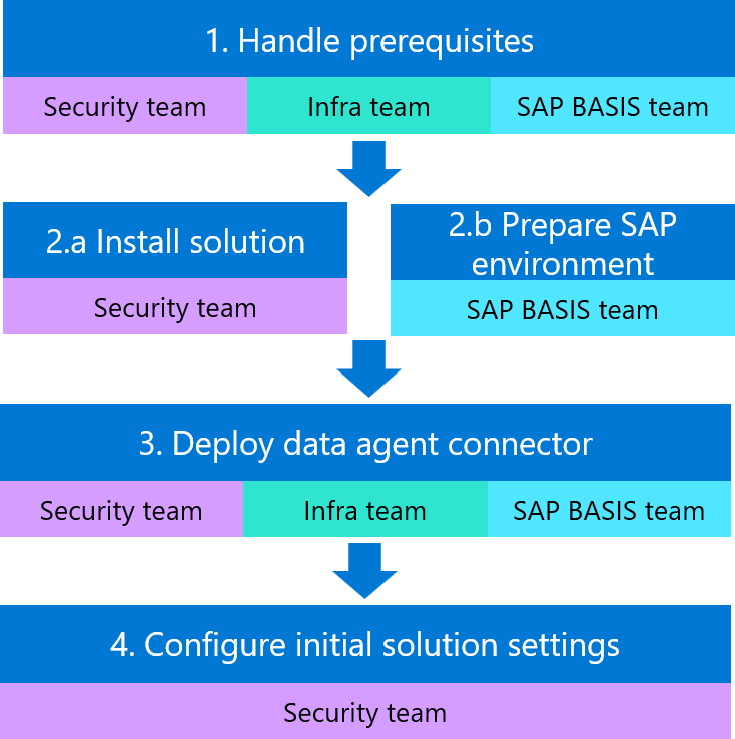 1. Handle prerequisites
Security team
Infra team
SAP BASIS team
2.a Install solution
Security team
2.b Prepare SAP
environment
SAP BASIS team
3. Deploy data agent connector
Security team
Infra team
SAP BASIS team
4. Configure initial solution settings
Security team